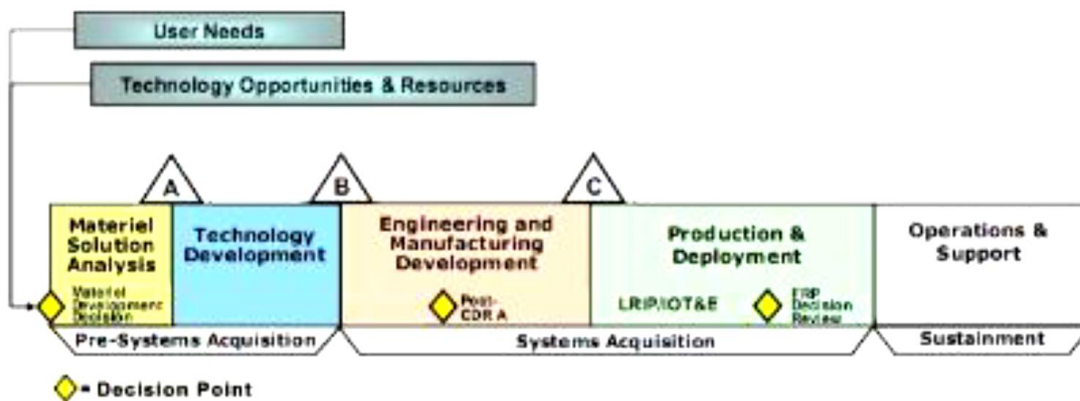 User Needs
Technology Opportunities & Resources
A
B
C
Materiel
Solution
Analysis
Technology
Development
Engineering and
Manufacturing
Development
Production &
Deployment
Operations &
Support
Materiel
Development
Decision
Post-
CDR A
LRIP/IOT&E
FRP
Decision
Review
Pre-Systems Acquisition
Systems Acquisition
Sustainment
= Decision Point